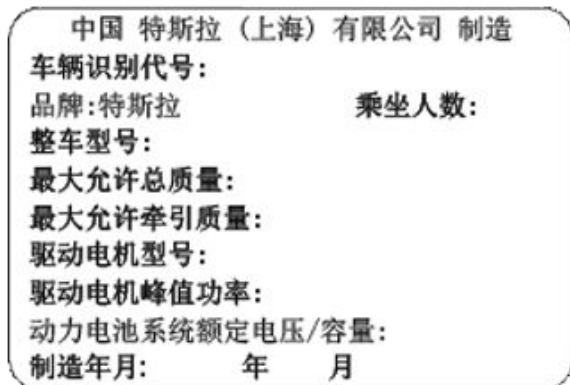 中国 特斯拉 (上海) 有限公司 制造
车辆识别代号:
品牌:特斯拉 乘坐人数:
整车型号:
最大允许总质量:
最大允许牵引质量:
驱动电机型号:
驱动电机峰值功率:
动力电池系统额定电压/容量:
制造年月: 年 月